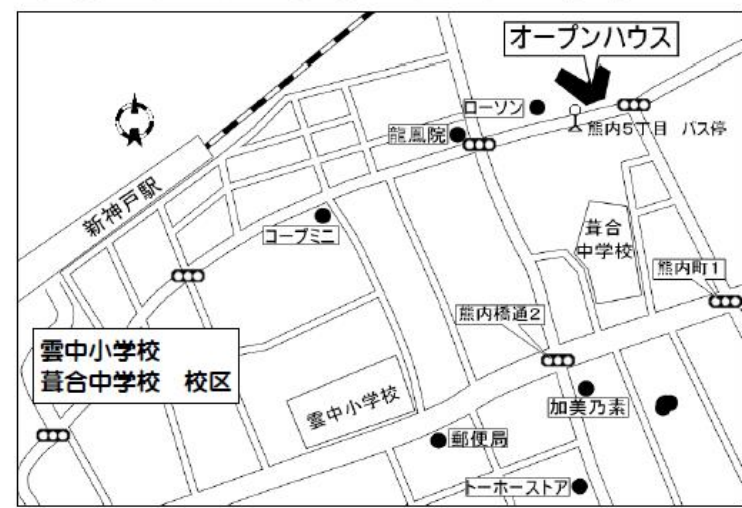 オープンハウス
ローソン
龍鳳院
熊内5丁目 バス停
新神戸駅
コープミニ
葺合
中学校
熊内町1
熊内橋通2
雲中小学校
葺合中学校 校区
雲中小学校
加美乃素
郵便局
トーホーストア